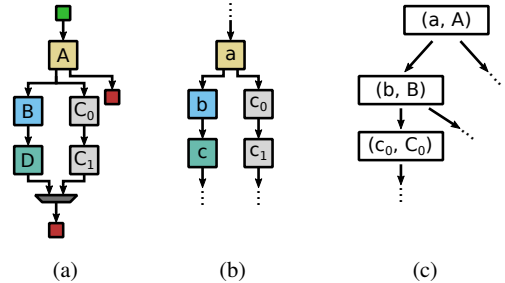 A
B
C₀
D
C₁
(a)
a
b
c₀
c
c₁
(b)
(a, A)
(b, B)
(c₀, C₀)
(c)